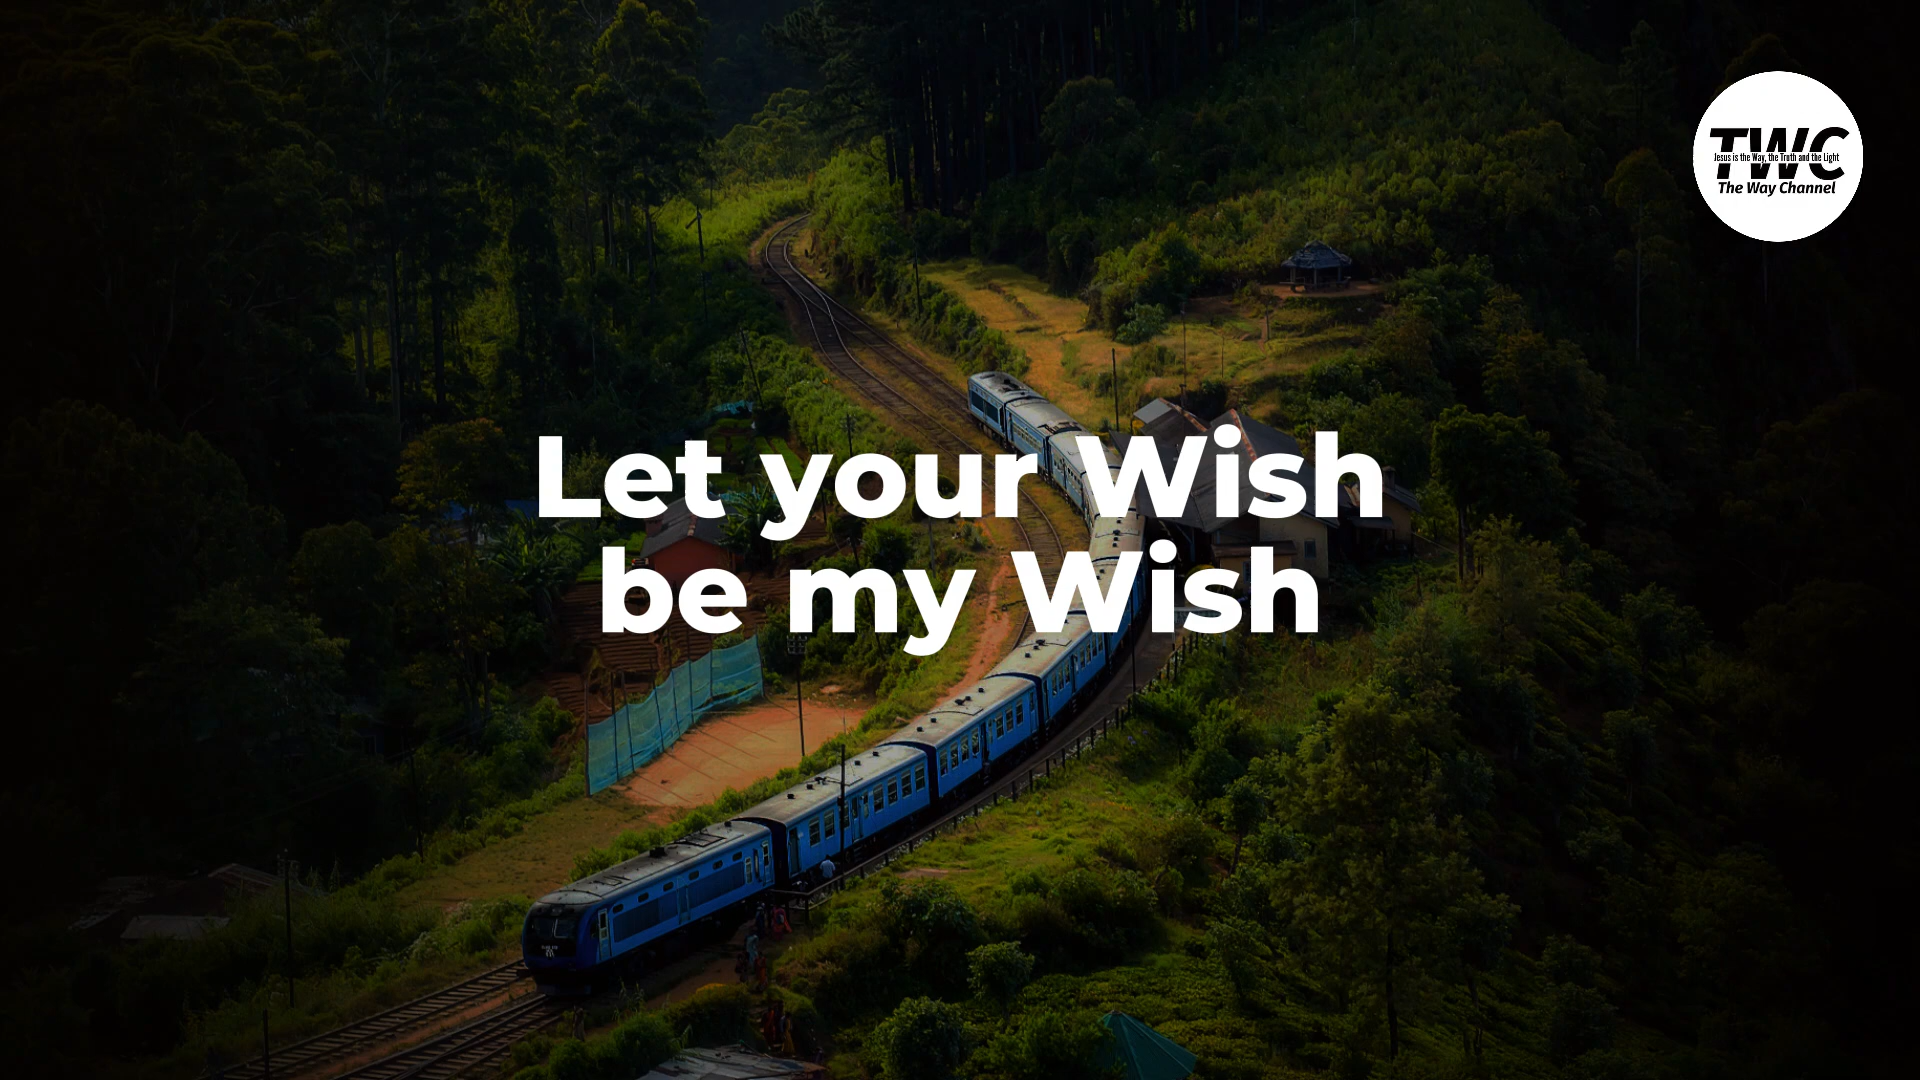 TWC
Jesus is the Way, the Truth and the Light
The Way Channel
Let your Wish
be my Wish